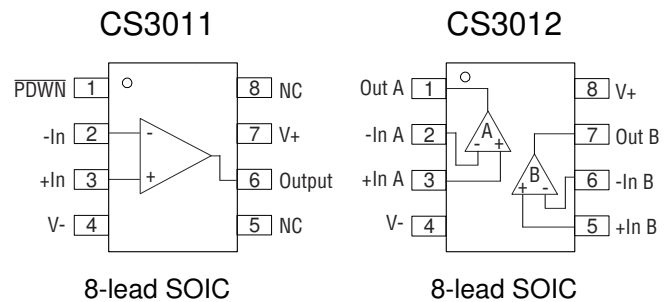 CS3011
PDWN 1 8 NC
-In 2 - 7 V+
+In 3 + 6 Output
V- 4 5 NC
8-lead SOIC
CS3012
Out A 1 8 V+
-In A 2 A - + 7 Out B
+In A 3 B + - 6 -In B
V- 4 5 +In B
8-lead SOIC